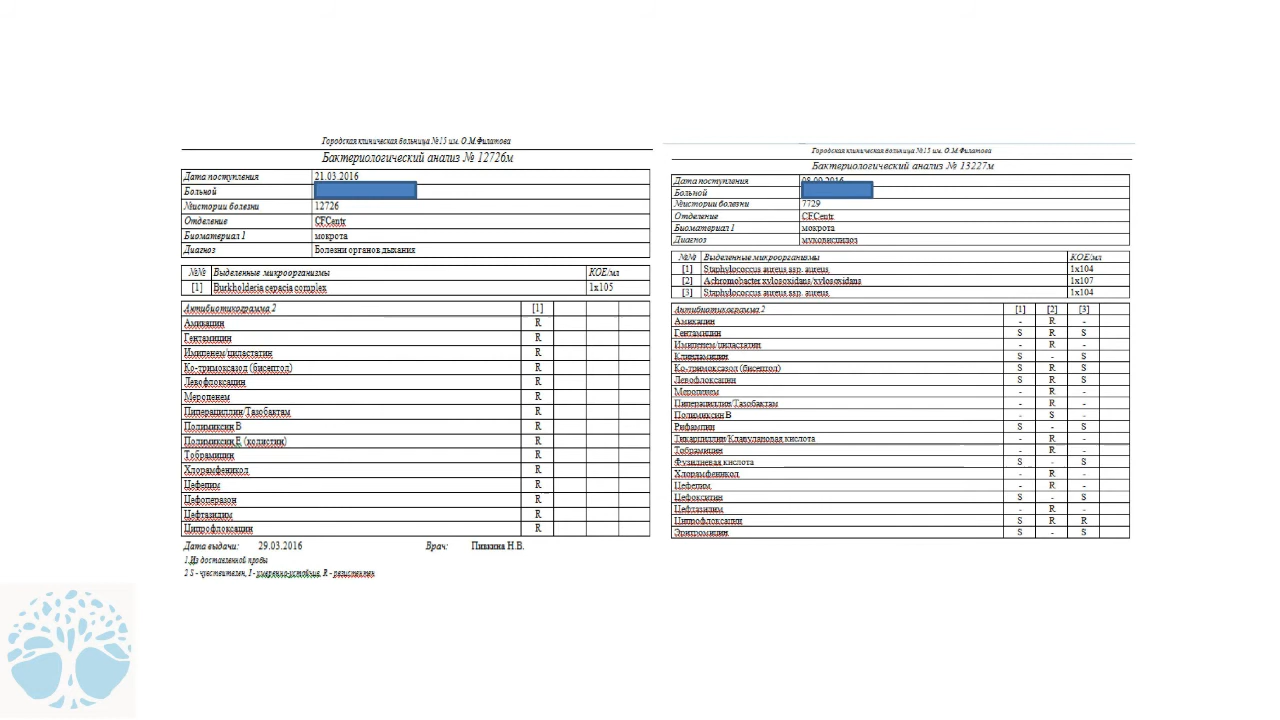 Городская клиническая больница №15 им. О.М.Филатова
Бактериологический анализ № 12726м
Дата поступления 21.03.2016
Больной
№истории болезни 12726
Отделение CFCentr
Биоматериал 1 мокрота
Диагноз Болезни органов дыхания
№№ Выделенные микроорганизмы КОЕ/мл
[1] Burkholderia cepacia complex 1x105
Антибиотикограмма 2 [1]
Амикацин R
Гентамицин R
Имипенем/циластатин R
Ко-тримоксазол (бисептол) R
Левофлоксацин R
Меропенем R
Пиперациллин/Тазобактам R
Полимиксин В R
Полимиксин Е (колистин) R
Тобрамицин R
Хлорамфеникол R
Цефепим R
Цефоперазон R
Цефтазидим R
Ципрофлоксацин R
Дата выдачи: 29.03.2016 Врач: Пивкина Н.В.
1 Из доставленной пробы
2 S - чувствителен, I - умеренно-устойчив, R - резистентен
Городская клиническая больница №15 им. О.М.Филатова
Бактериологический анализ № 13227м
Дата поступления 08.09.2016
Больной
№истории болезни 7729
Отделение CFCentr
Биоматериал 1 мокрота
Диагноз муковисцидоз
№№ Выделенные микроорганизмы КОЕ/мл
[1] Staphylococcus aureus ssp. aureus 1x104
[2] Achromobacter xylosoxidans/xylosoxidans 1x107
[3] Staphylococcus aureus ssp. aureus 1x104
Антибиотикограмма 2 [1] [2] [3]
Амикацин - R -
Гентамицин S R S
Имипенем/циластатин - R -
Клиндамицин S - S
Ко-тримоксазол (бисептол) S R S
Левофлоксацин S R S
Меропенем - R -
Пиперациллин/Тазобактам - R -
Полимиксин В - S -
Рифампин S - S
Тикарциллин/Клавулановая кислота - R -
Тобрамицин - R -
Фузидиевая кислота S - S
Хлорамфеникол - R -
Цефепим - R -
Цефокситин S - S
Цефтазидим - R -
Ципрофлоксацин S R R
Эритромицин S - S